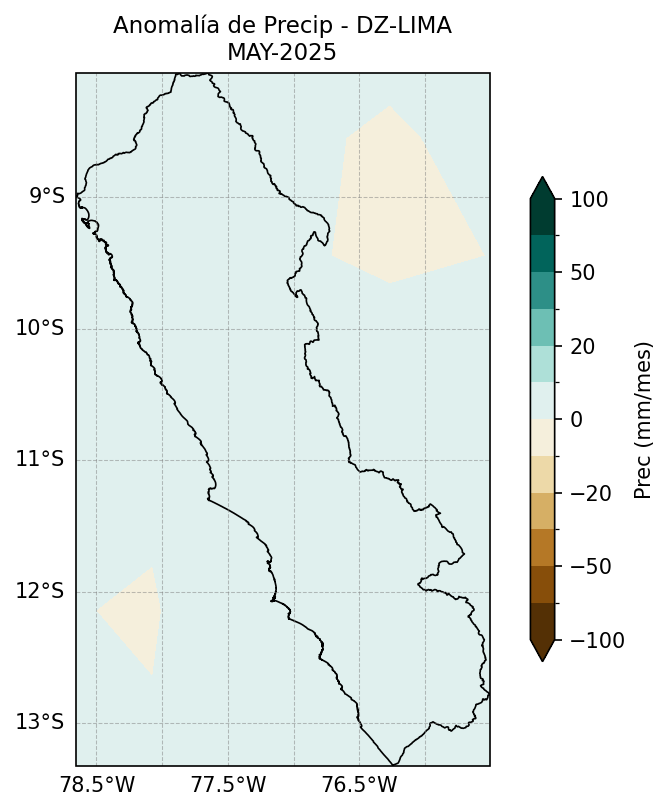 Anomalía de Precip - DZ-LIMA
MAY-2025
9°S
10°S
11°S
12°S
13°S
78.5°W 77.5°W 76.5°W
100
50
20
0
−20
−50
−100
Prec (mm/mes)